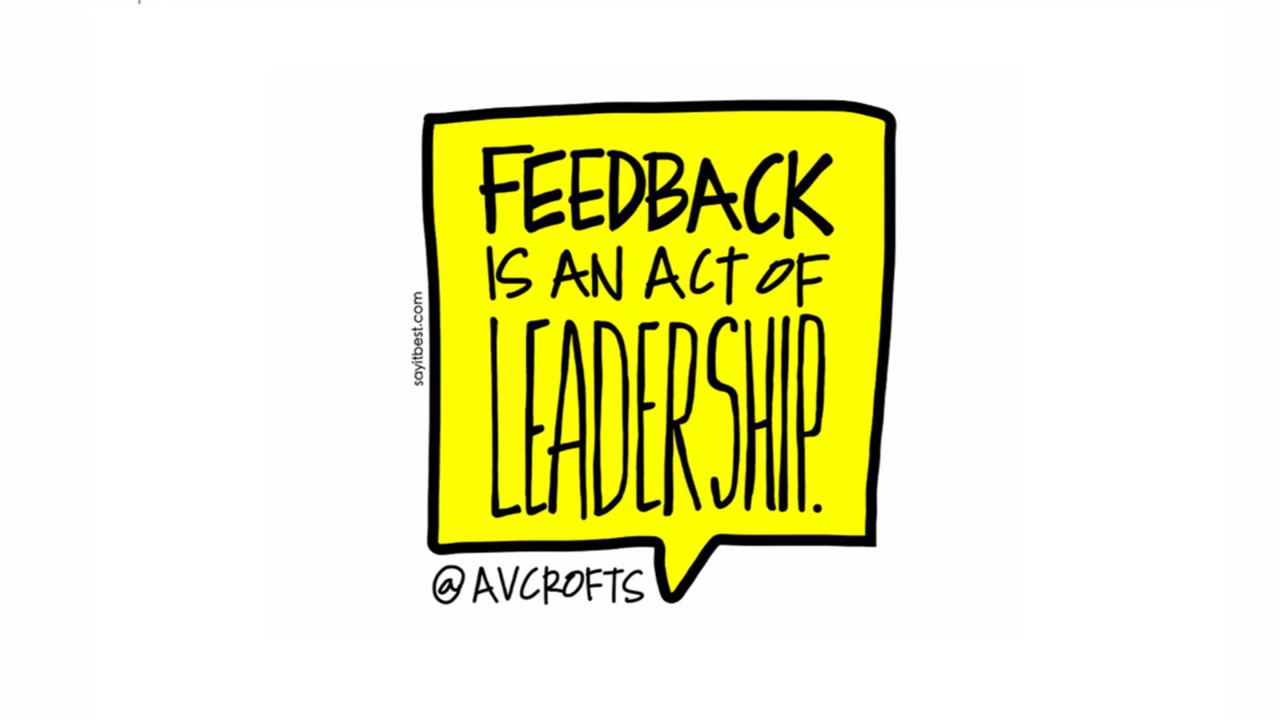 FEEDBACK
IS AN ACT OF
LEADERSHIP.
sayitbest.com
@AVCROFTS